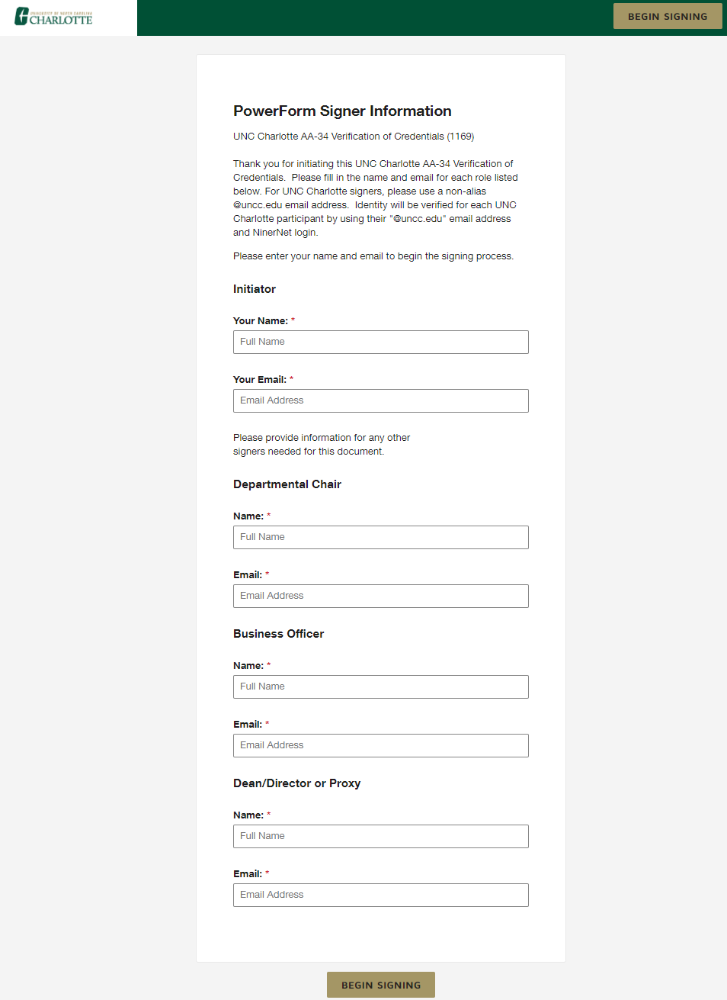 UNIVERSITY OF NORTH CAROLINA
CHARLOTTE
BEGIN SIGNING
PowerForm Signer Information
UNC Charlotte AA-34 Verification of Credentials (1169)
Thank you for initiating this UNC Charlotte AA-34 Verification of
Credentials.  Please fill in the name and email for each role listed
below. For UNC Charlotte signers, please use a non-alias
@uncc.edu email address.  Identity will be verified for each UNC
Charlotte participant by using their "@uncc.edu" email address
and NinerNet login.
Please enter your name and email to begin the signing process.
Initiator
Your Name: *
Full Name
Your Email: *
Email Address
Please provide information for any other
signers needed for this document.
Departmental Chair
Name: *
Full Name
Email: *
Email Address
Business Officer
Name: *
Full Name
Email: *
Email Address
Dean/Director or Proxy
Name: *
Full Name
Email: *
Email Address
BEGIN SIGNING